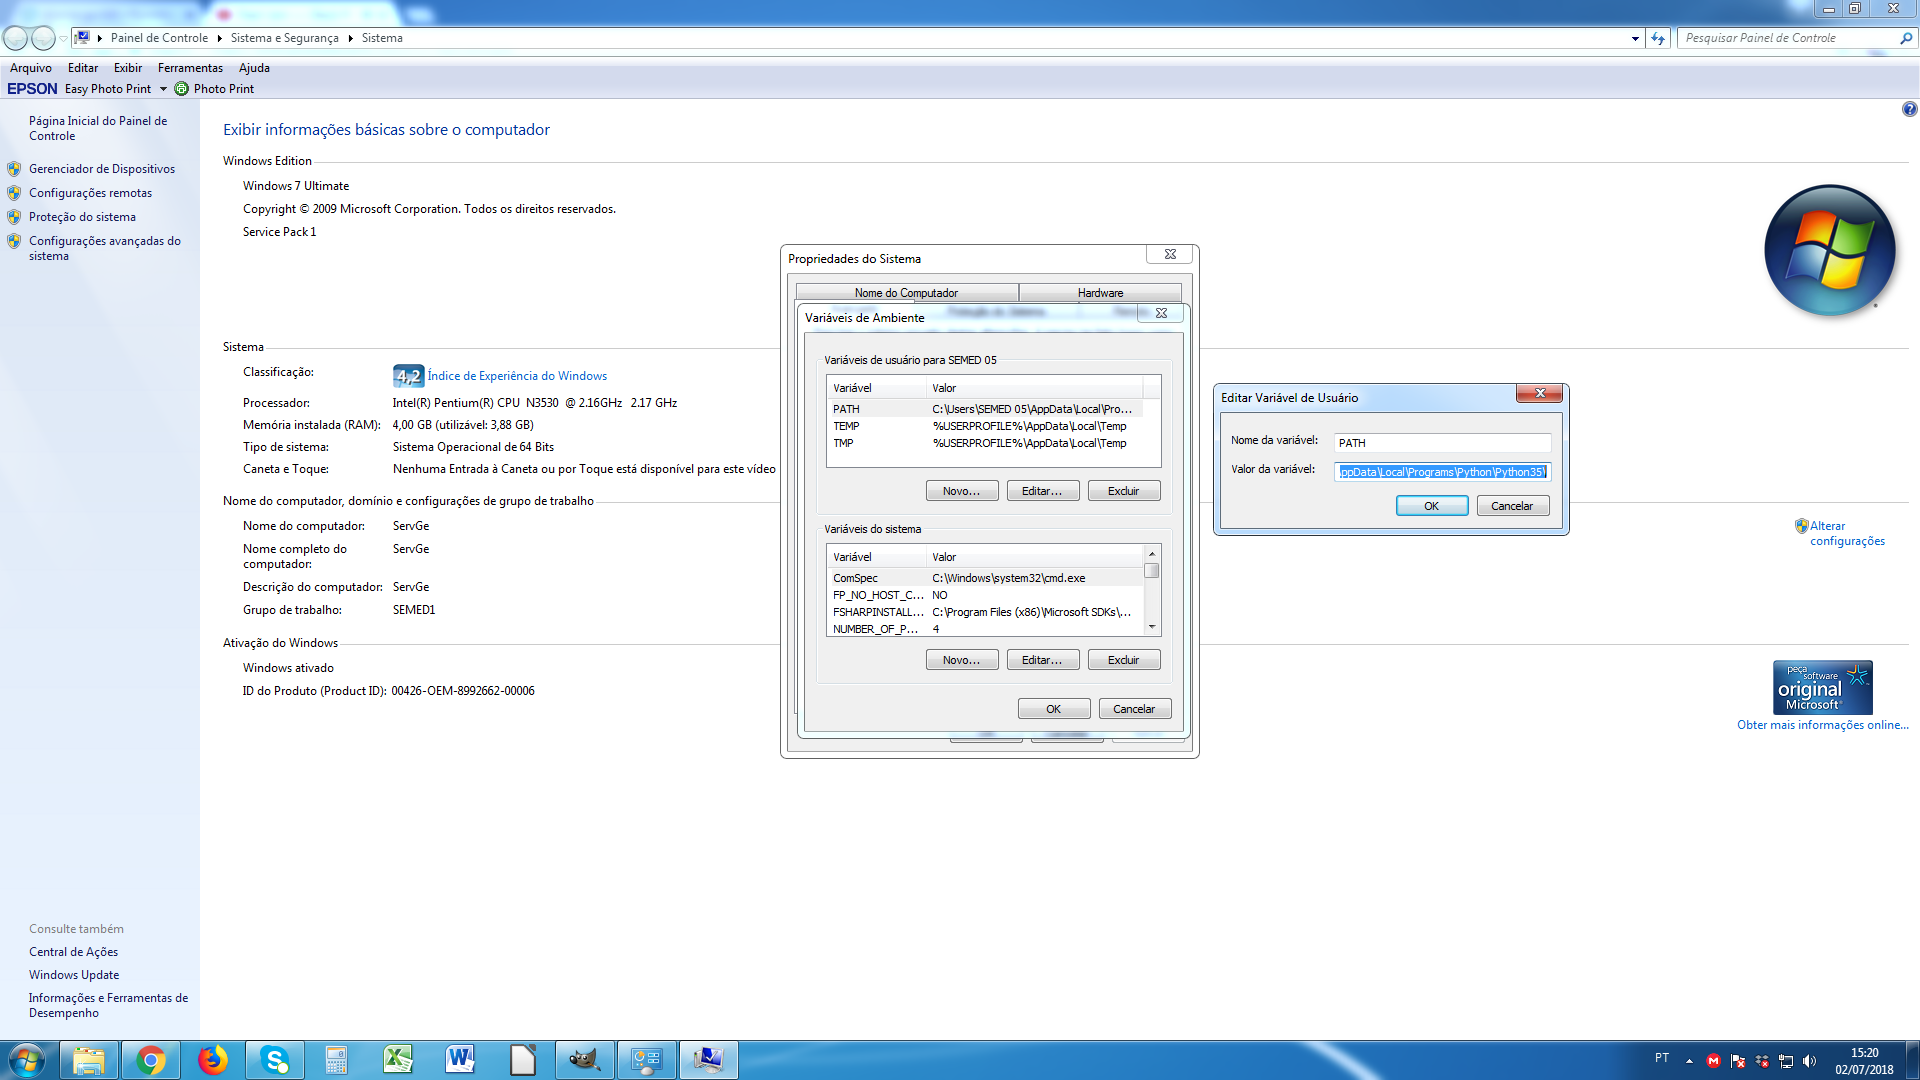 Painel de Controle
Sistema e Segurança
Sistema
Pesquisar Painel de Controle
Arquivo Editar Exibir Ferramentas Ajuda
EPSON Easy Photo Print Photo Print
Página Inicial do Painel de
Controle
Gerenciador de Dispositivos
Configurações remotas
Proteção do sistema
Configurações avançadas do
sistema
Consulte também
Central de Ações
Windows Update
Informações e Ferramentas de
Desempenho
Exibir informações básicas sobre o computador
Windows Edition
Windows 7 Ultimate
Copyright © 2009 Microsoft Corporation. Todos os direitos reservados.
Service Pack 1
Sistema
Classificação: 4,2 Índice de Experiência do Windows
Processador: Intel(R) Pentium(R) CPU N3530 @ 2.16GHz 2.17 GHz
Memória instalada (RAM): 4,00 GB (utilizável: 3,88 GB)
Tipo de sistema: Sistema Operacional de 64 Bits
Caneta e Toque: Nenhuma Entrada à Caneta ou por Toque está disponível para este vídeo
Nome do computador, domínio e configurações de grupo de trabalho
Nome do computador: ServGe
Nome completo do
computador:
ServGe
Descrição do computador: ServGe
Grupo de trabalho: SEMED1
Alterar
configurações
Ativação do Windows
Windows ativado
ID do Produto (Product ID): 00426-OEM-8992662-00006
peça
software
original
Microsoft
Obter mais informações online...
Propriedades do Sistema
Nome do Computador Hardware
Variáveis de Ambiente
Variáveis de usuário para SEMED 05
Variável Valor
PATH C:\Users\SEMED 05\AppData\Local\Pro...
TEMP %USERPROFILE%\AppData\Local\Temp
TMP %USERPROFILE%\AppData\Local\Temp
Novo... Editar... Excluir
Variáveis do sistema
Variável Valor
ComSpec C:\Windows\system32\cmd.exe
FP_NO_HOST_C... NO
FSHARPINSTALL... C:\Program Files (x86)\Microsoft SDKs\...
NUMBER_OF_P... 4
Novo... Editar... Excluir
OK Cancelar
Editar Variável de Usuário
Nome da variável: PATH
Valor da variável: ppData\Local\Programs\Python\Python35\
OK Cancelar
PT
15:20
02/07/2018